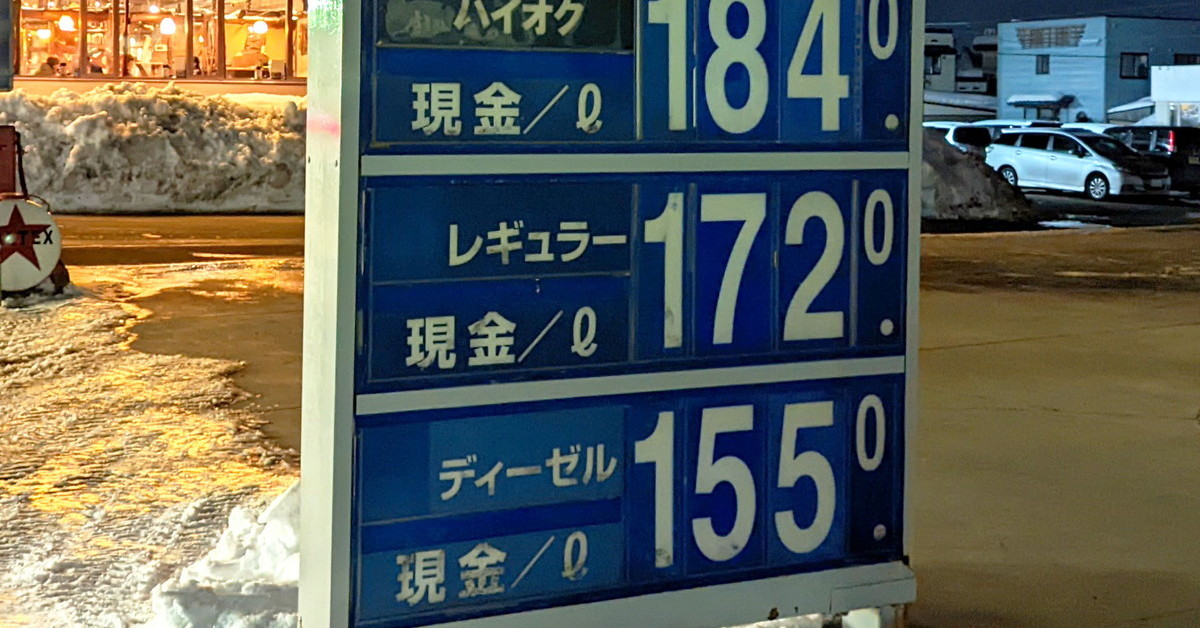 ハイオク
現金/ℓ
184.0
レギュラー
現金/ℓ
172.0
ディーゼル
現金/ℓ
155.0